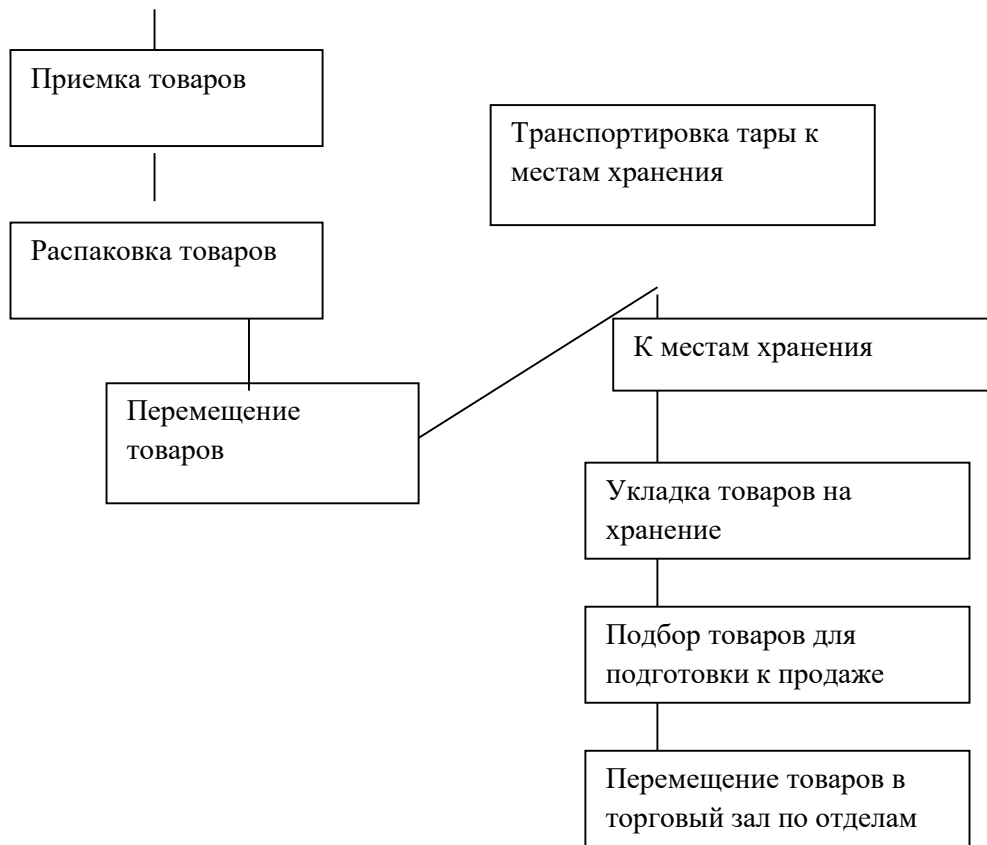 Приемка товаров
Транспортировка тары к
местам хранения
Распаковка товаров
К местам хранения
Перемещение
товаров
Укладка товаров на
хранение
Подбор товаров для
подготовки к продаже
Перемещение товаров в
торговый зал по отделам